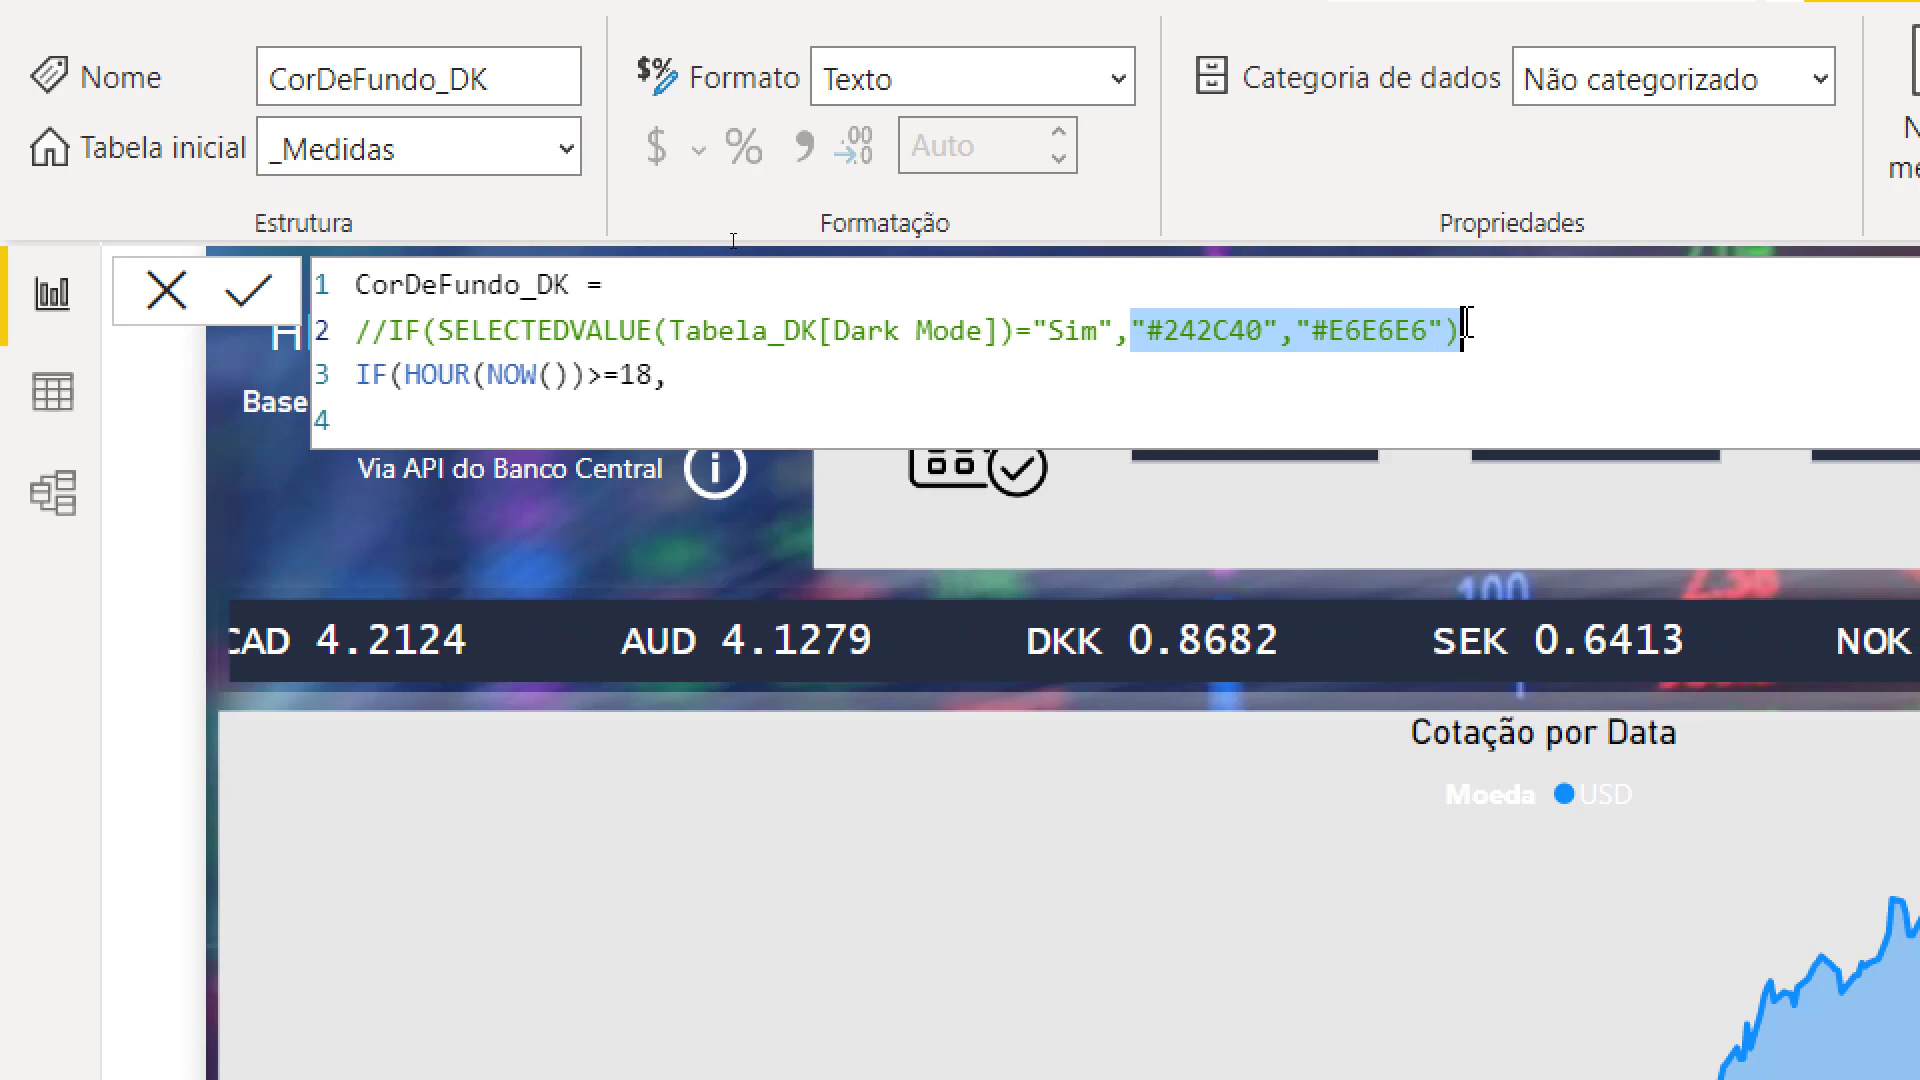 Nome
CorDeFundo_DK
Formato
Texto
Categoria de dados
Não categorizado
Tabela inicial
_Medidas
$
%
Auto
Estrutura
Formatação
Propriedades
1 CorDeFundo_DK =
2 //IF(SELECTEDVALUE(Tabela_DK[Dark Mode])="Sim","#242C40","#E6E6E6")
3 IF(HOUR(NOW())>=18,
4
Base
Via API do Banco Central
100
CAD 4.2124 AUD 4.1279 DKK 0.8682 SEK 0.6413 NOK
Cotação por Data
Moeda USD